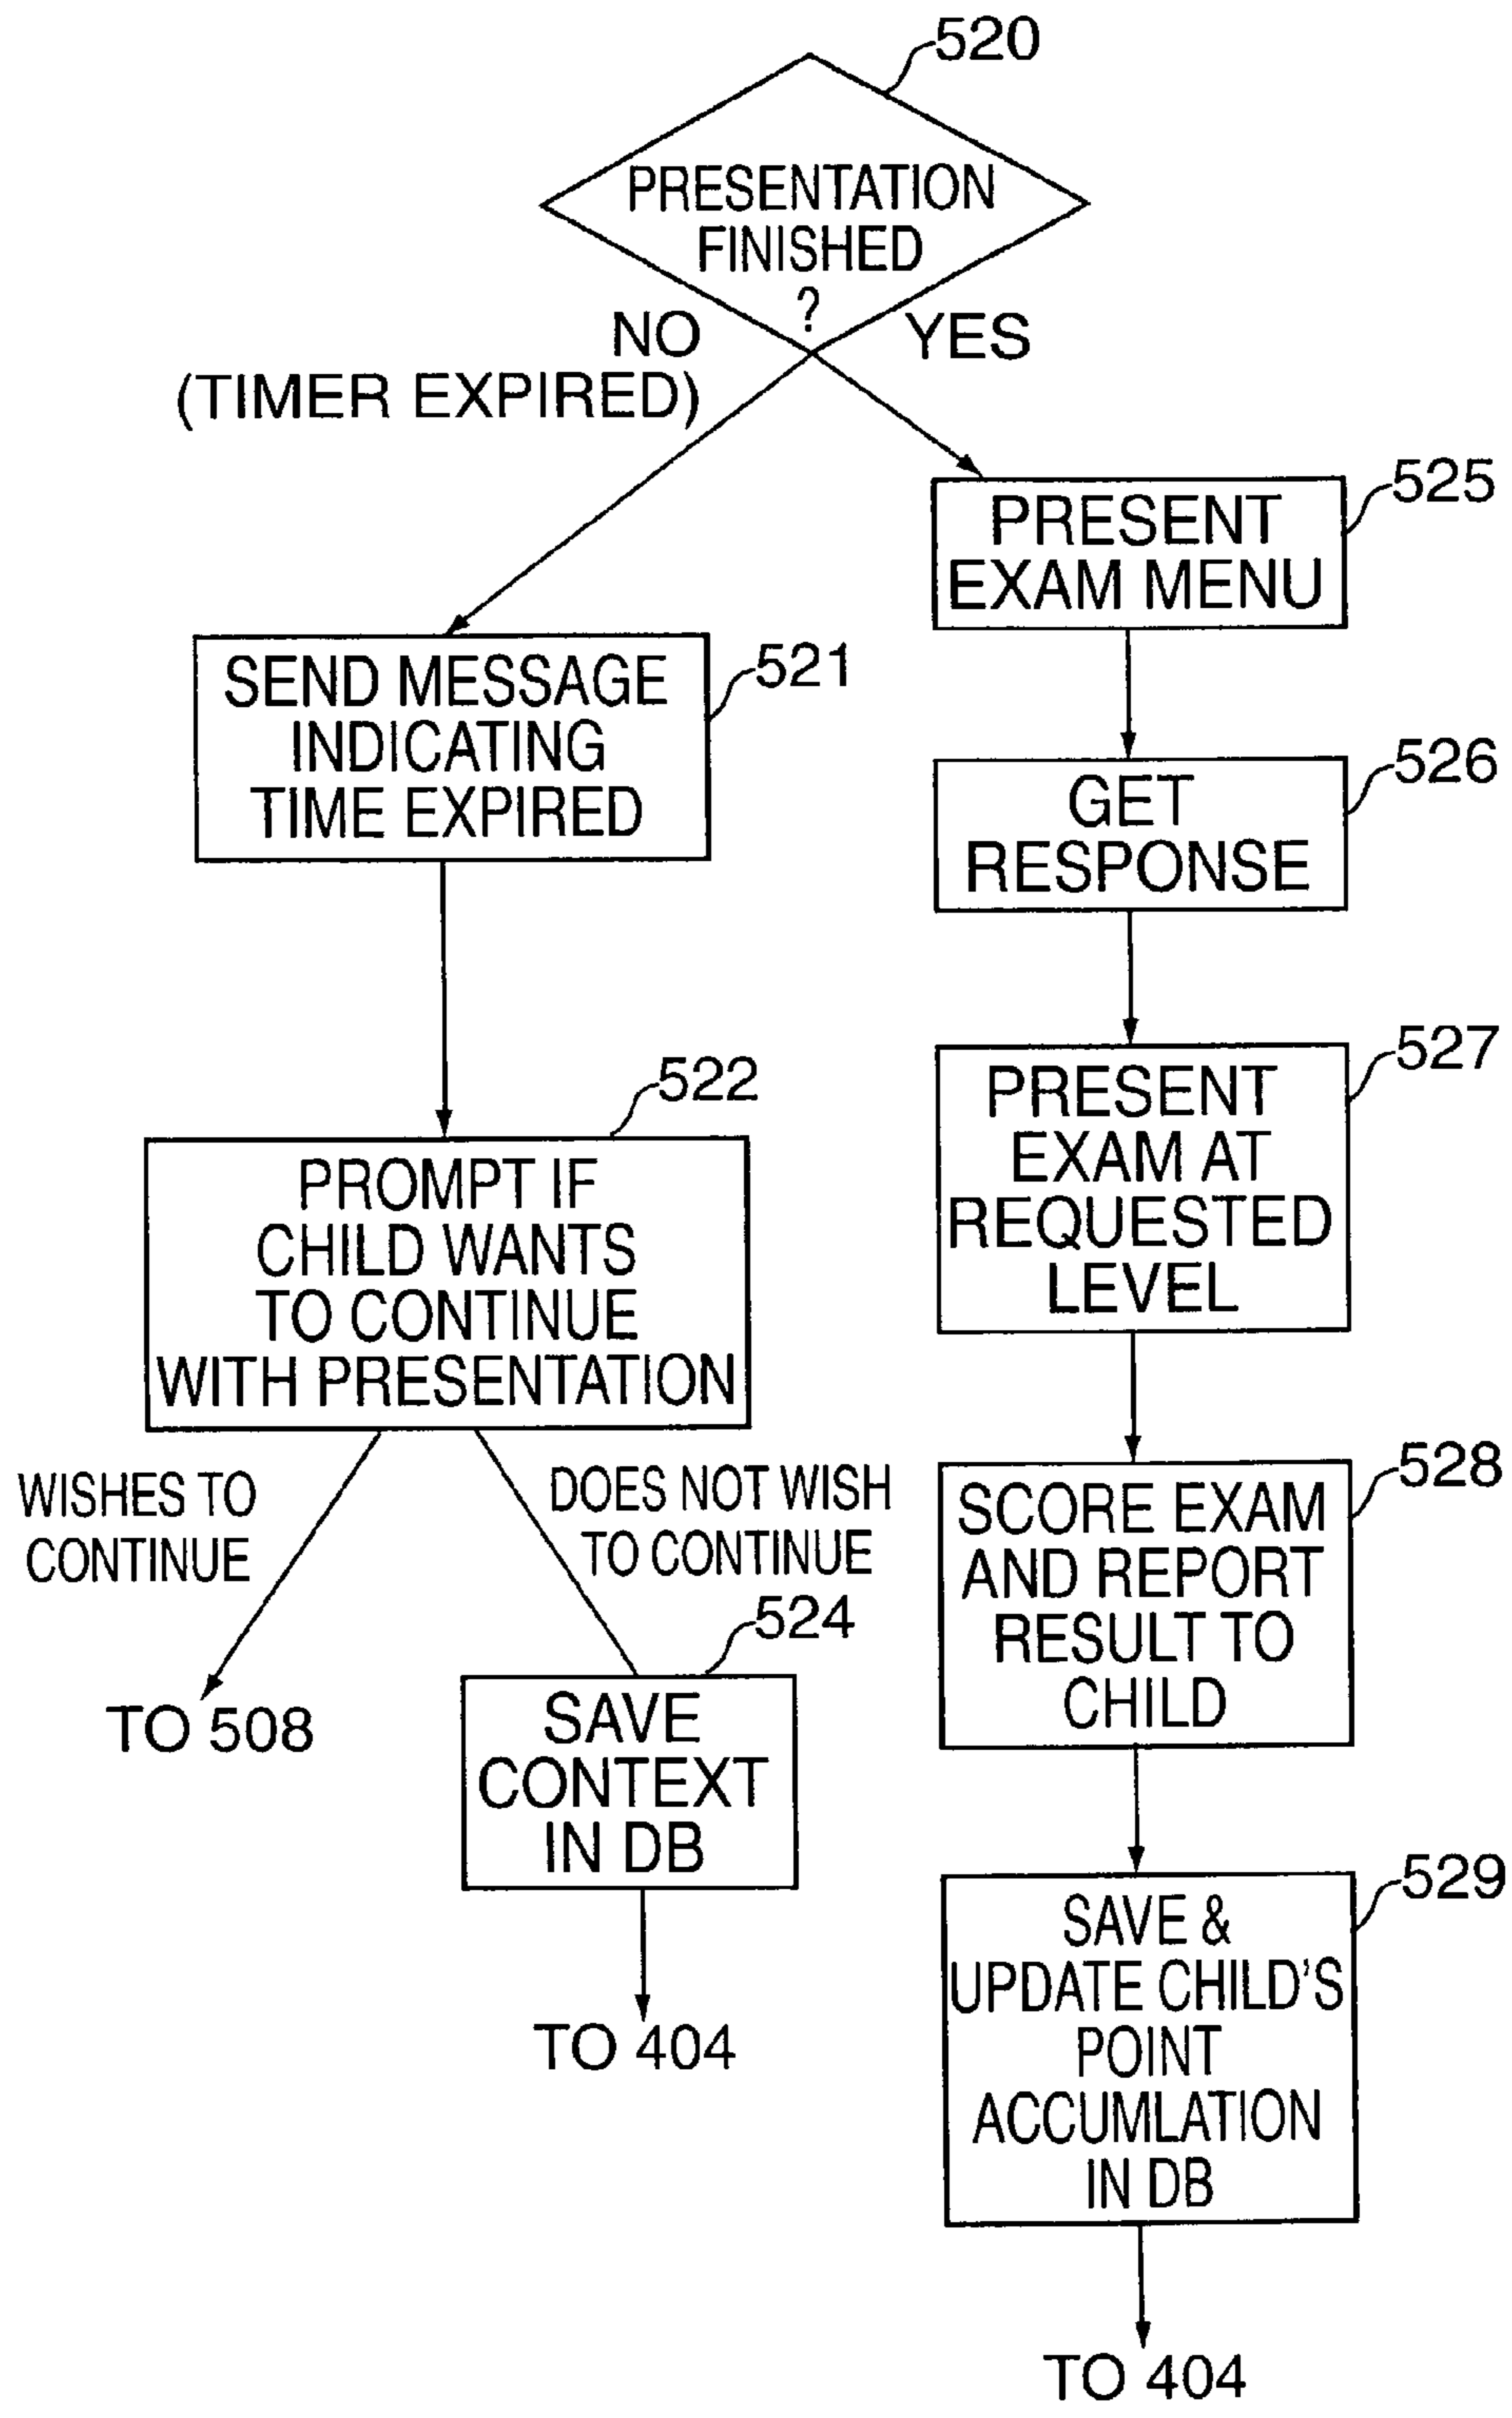 520
PRESENTATION
FINISHED
?
NO
(TIMER EXPIRED)
YES
521
SEND MESSAGE
INDICATING
TIME EXPIRED
522
PROMPT IF
CHILD WANTS
TO CONTINUE
WITH PRESENTATION
WISHES TO
CONTINUE
TO 508
DOES NOT WISH
TO CONTINUE
524
SAVE
CONTEXT
IN DB
TO 404
525
PRESENT
EXAM MENU
526
GET
RESPONSE
527
PRESENT
EXAM AT
REQUESTED
LEVEL
528
SCORE EXAM
AND REPORT
RESULT TO
CHILD
529
SAVE &
UPDATE CHILD'S
POINT
ACCUMLATION
IN DB
TO 404